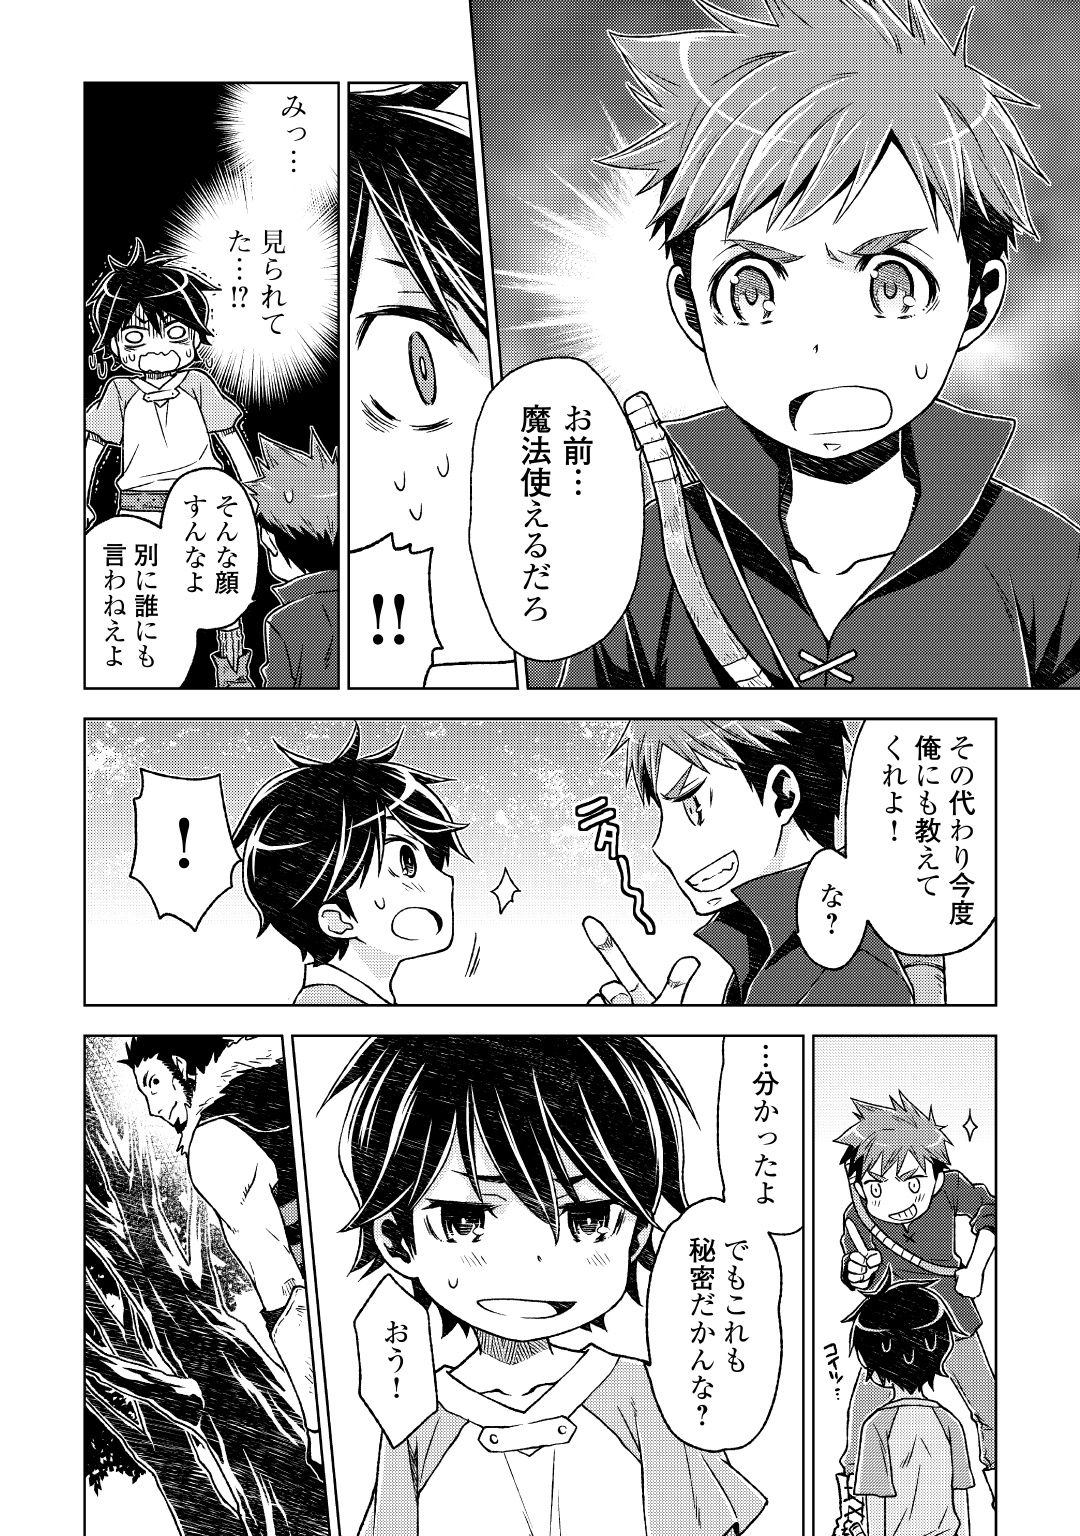 お前…
魔法使えるだろ
!!
みっ…
見られて
た…!?
そんな顔
すんなよ
別に誰にも
言わねえよ
その代わり今度
俺にも教えて
くれよ！
な？
ニタ～
！
コイツ…
…分かったよ
でもこれも
秘密だかんな？
おう！